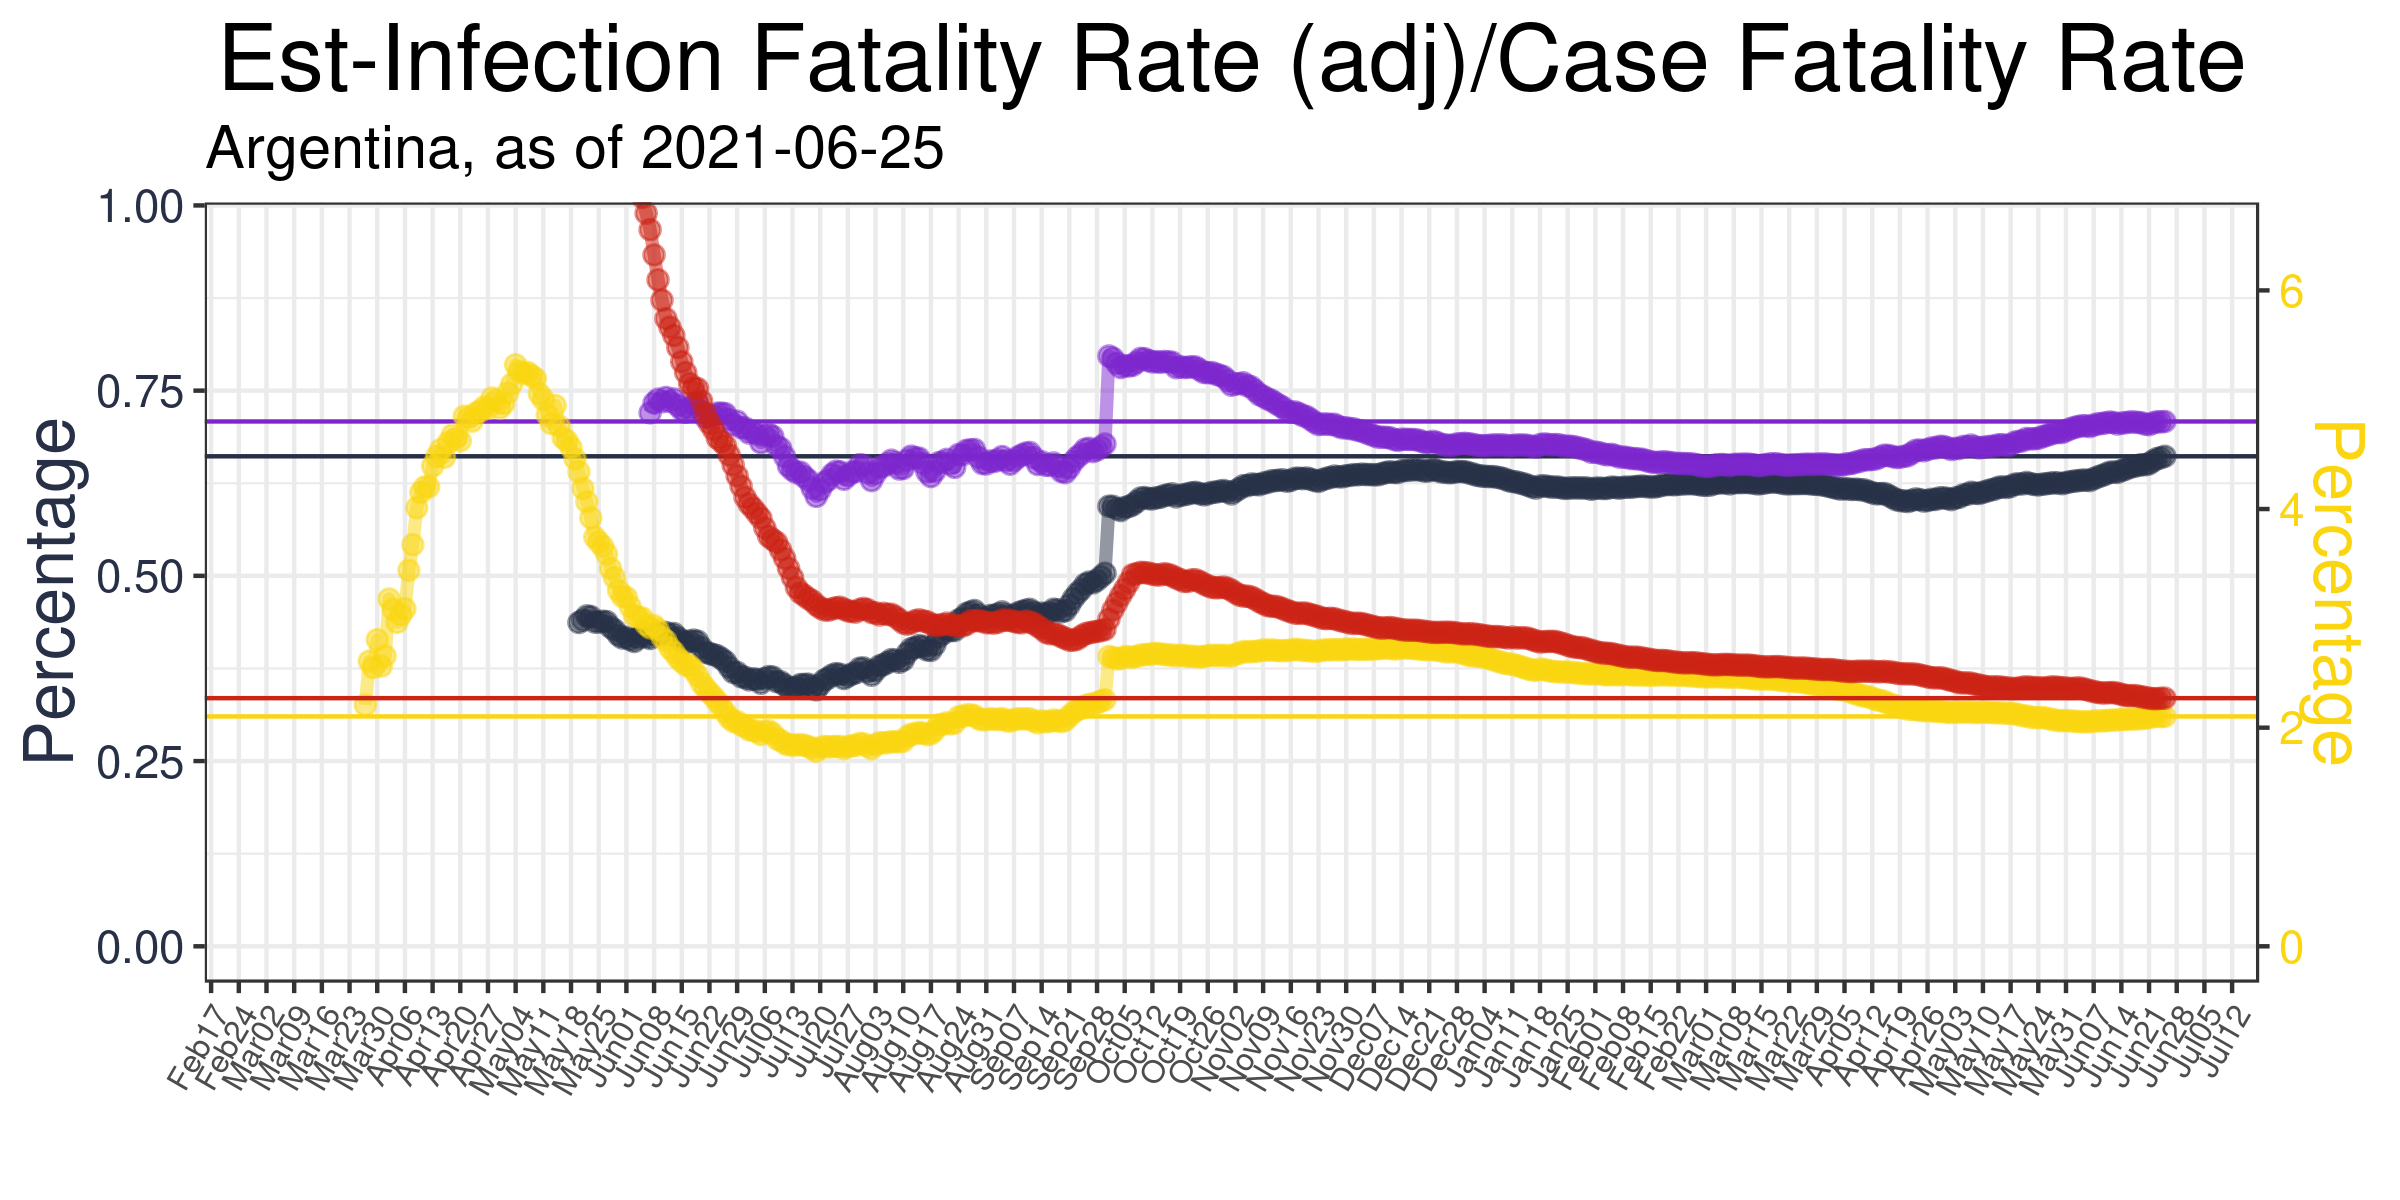 Est-Infection Fatality Rate (adj)/Case Fatality Rate
Argentina, as of 2021-06-25
1.00
0.75
0.50
0.25
0.00
Percentage
6
4
2
0
Percentage
Feb17
Feb24
Mar02
Mar09
Mar16
Mar23
Mar30
Apr06
Apr13
Apr20
Apr27
May04
May11
May18
May25
Jun01
Jun08
Jun15
Jun22
Jun29
Jul06
Jul13
Jul20
Jul27
Aug03
Aug10
Aug17
Aug24
Aug31
Sep07
Sep14
Sep21
Sep28
Oct05
Oct12
Oct19
Oct26
Nov02
Nov09
Nov16
Nov23
Nov30
Dec07
Dec14
Dec21
Dec28
Jan04
Jan11
Jan18
Jan25
Feb01
Feb08
Feb15
Feb22
Mar01
Mar08
Mar15
Mar22
Mar29
Apr05
Apr12
Apr19
Apr26
May03
May10
May17
May24
May31
Jun07
Jun14
Jun21
Jun28
Jul05
Jul12